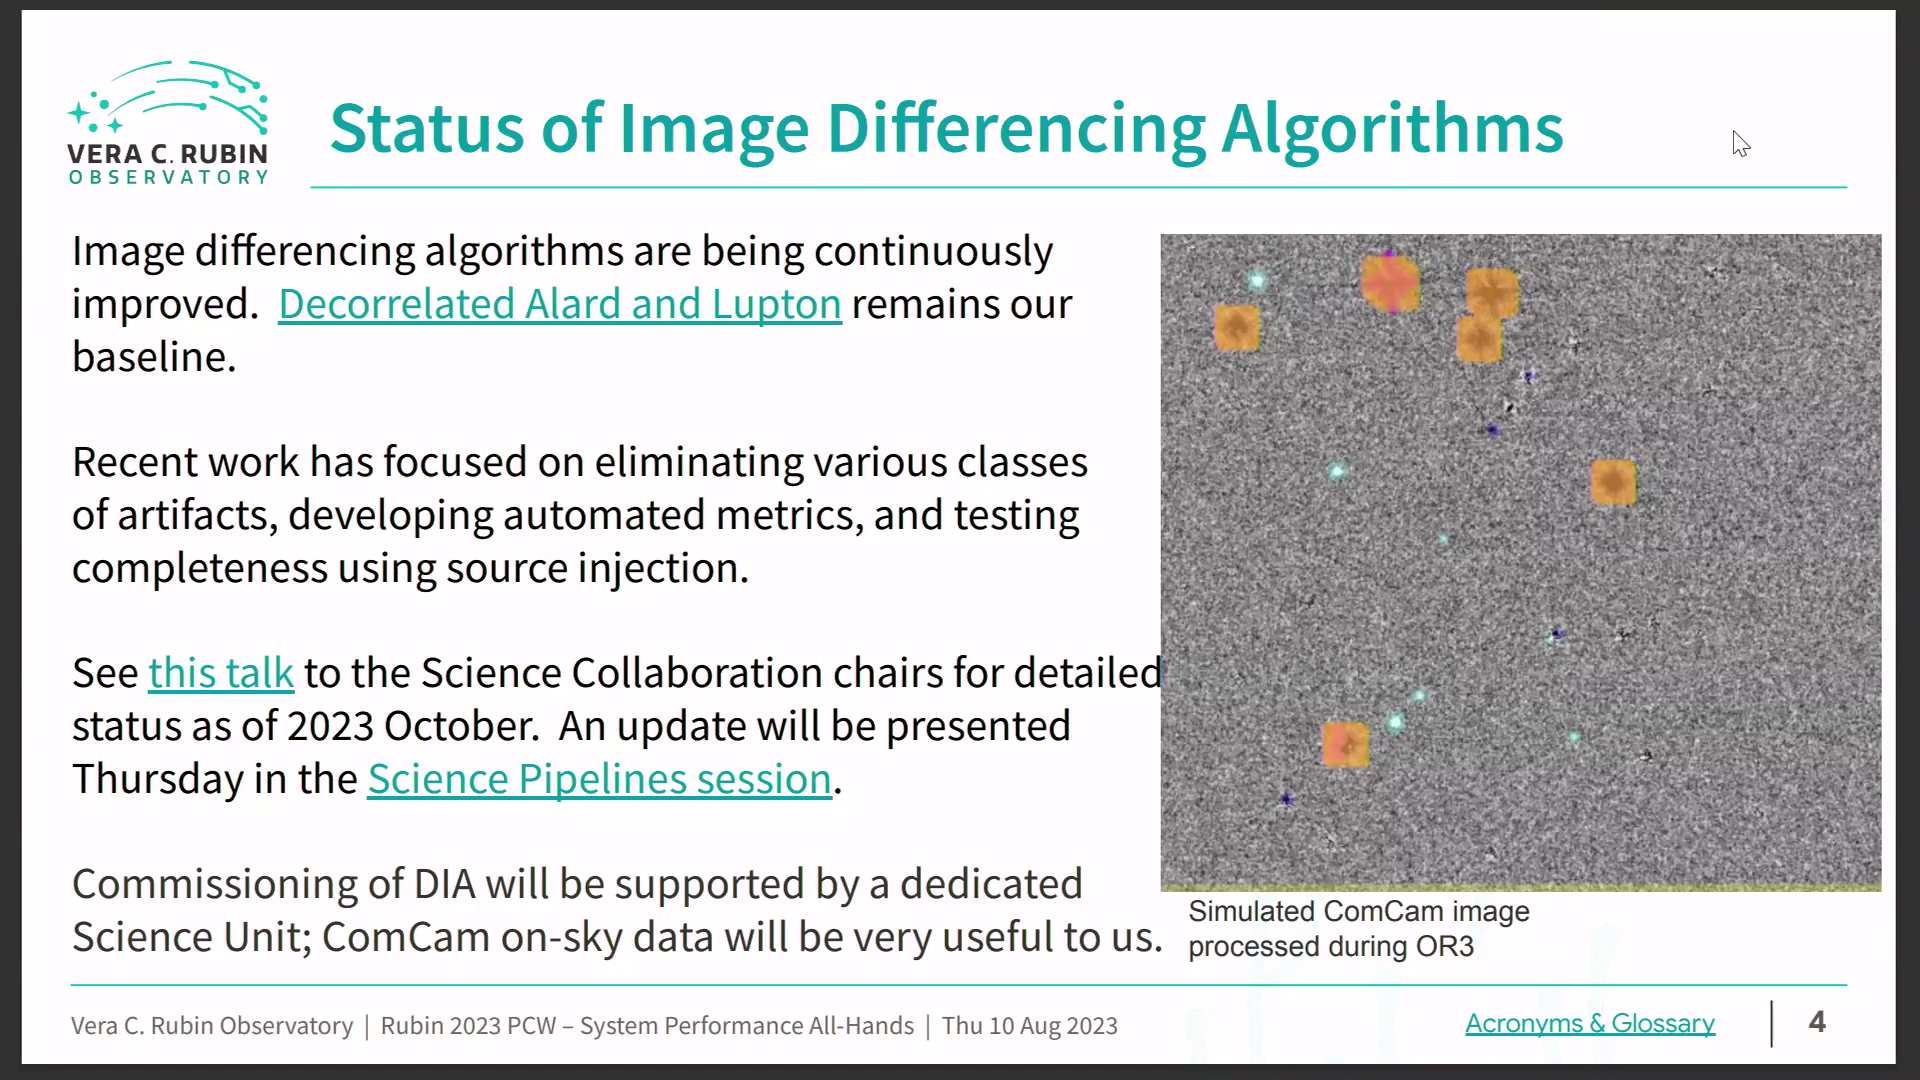 VERA C. RUBIN
OBSERVATORY
Status of Image Differencing Algorithms
Image differencing algorithms are being continuously
improved.  Decorrelated Alard and Lupton remains our
baseline.
Recent work has focused on eliminating various classes
of artifacts, developing automated metrics, and testing
completeness using source injection.
See this talk to the Science Collaboration chairs for detailed
status as of 2023 October.  An update will be presented
Thursday in the Science Pipelines session.
Commissioning of DIA will be supported by a dedicated
Science Unit; ComCam on-sky data will be very useful to us.
Simulated ComCam image
processed during OR3
Vera C. Rubin Observatory | Rubin 2023 PCW – System Performance All-Hands | Thu 10 Aug 2023
Acronyms & Glossary
4